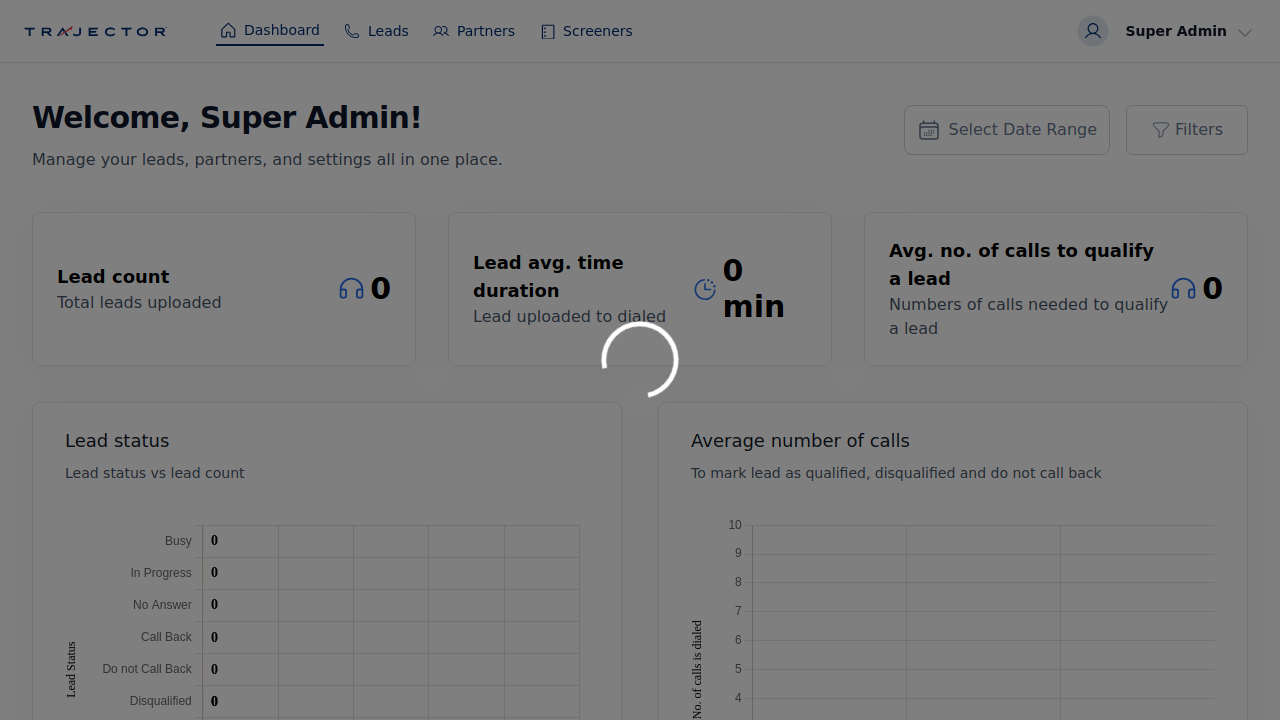 TRAJECTOR
Dashboard
Leads
Partners
Screeners
Super Admin
Welcome, Super Admin!
Manage your leads, partners, and settings all in one place.
Select Date Range
Filters
Lead count
Total leads uploaded
0
Lead avg. time
duration
Lead uploaded to dialed
0
min
Avg. no. of calls to qualify
a lead
Numbers of calls needed to qualify
a lead
0
Lead status
Lead status vs lead count
Lead Status
Busy 0
In Progress 0
No Answer 0
Call Back 0
Do not Call Back 0
Disqualified 0
Average number of calls
To mark lead as qualified, disqualified and do not call back
No. of calls is dialed
10
9
8
7
6
5
4